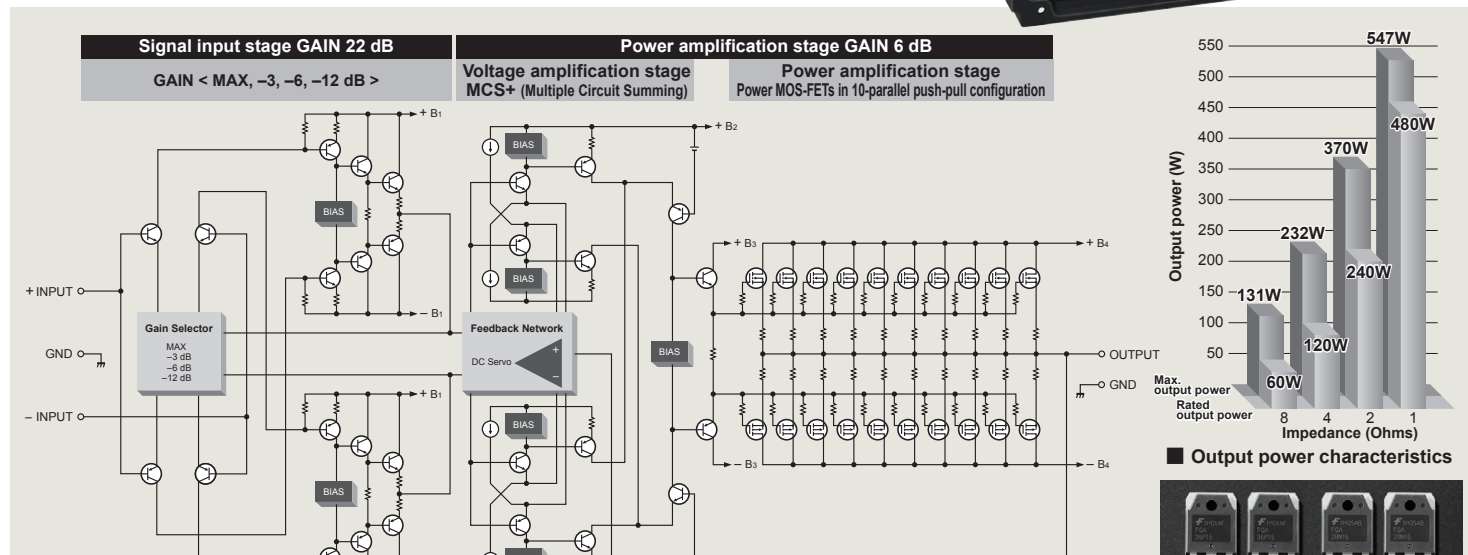 Signal input stage GAIN 22 dB
GAIN < MAX, –3, –6, –12 dB >
Power amplification stage GAIN 6 dB
Voltage amplification stage
MCS+ (Multiple Circuit Summing)
Power amplification stage
Power MOS-FETs in 10-parallel push-pull configuration
+ B1
BIAS
– B1
+ INPUT
GND
– INPUT
Gain Selector
MAX
–3 dB
–6 dB
–12 dB
+ B1
BIAS
+ B2
BIAS
BIAS
Feedback Network
DC Servo
+
–
BIAS
BIAS
+ B3
+ B4
– B3
– B4
OUTPUT
GND
Output power (W)
550
500
450
400
350
300
250
200
150
100
50
547W
480W
370W
240W
232W
120W
131W
60W
Max.
output power
Rated
output power
8 4 2 1
Impedance (Ohms)
■ Output power characteristics
FQA
FQA
FQA
FQA